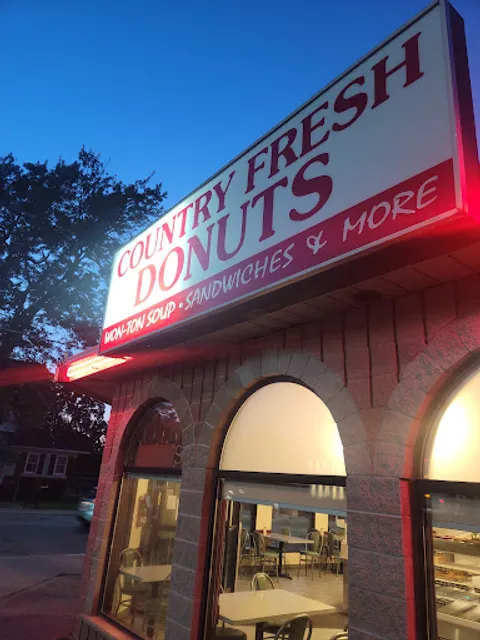 COUNTRY FRESH
DONUTS
WON-TON SOUP • SANDWICHES & MORE